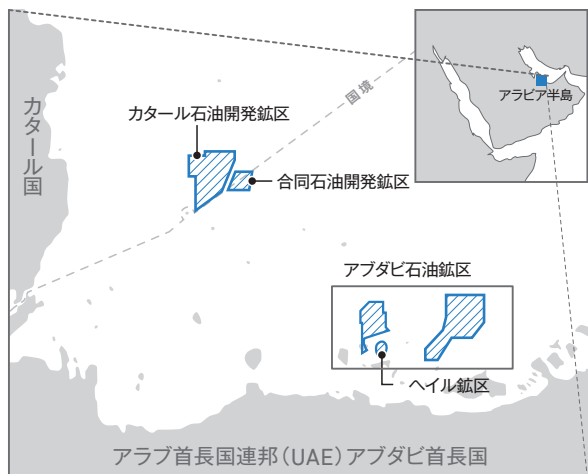 国境
アラビア半島
カタール国
カタール石油開発鉱区
合同石油開発鉱区
アブダビ石油鉱区
ヘイル鉱区
アラブ首長国連邦（UAE）アブダビ首長国